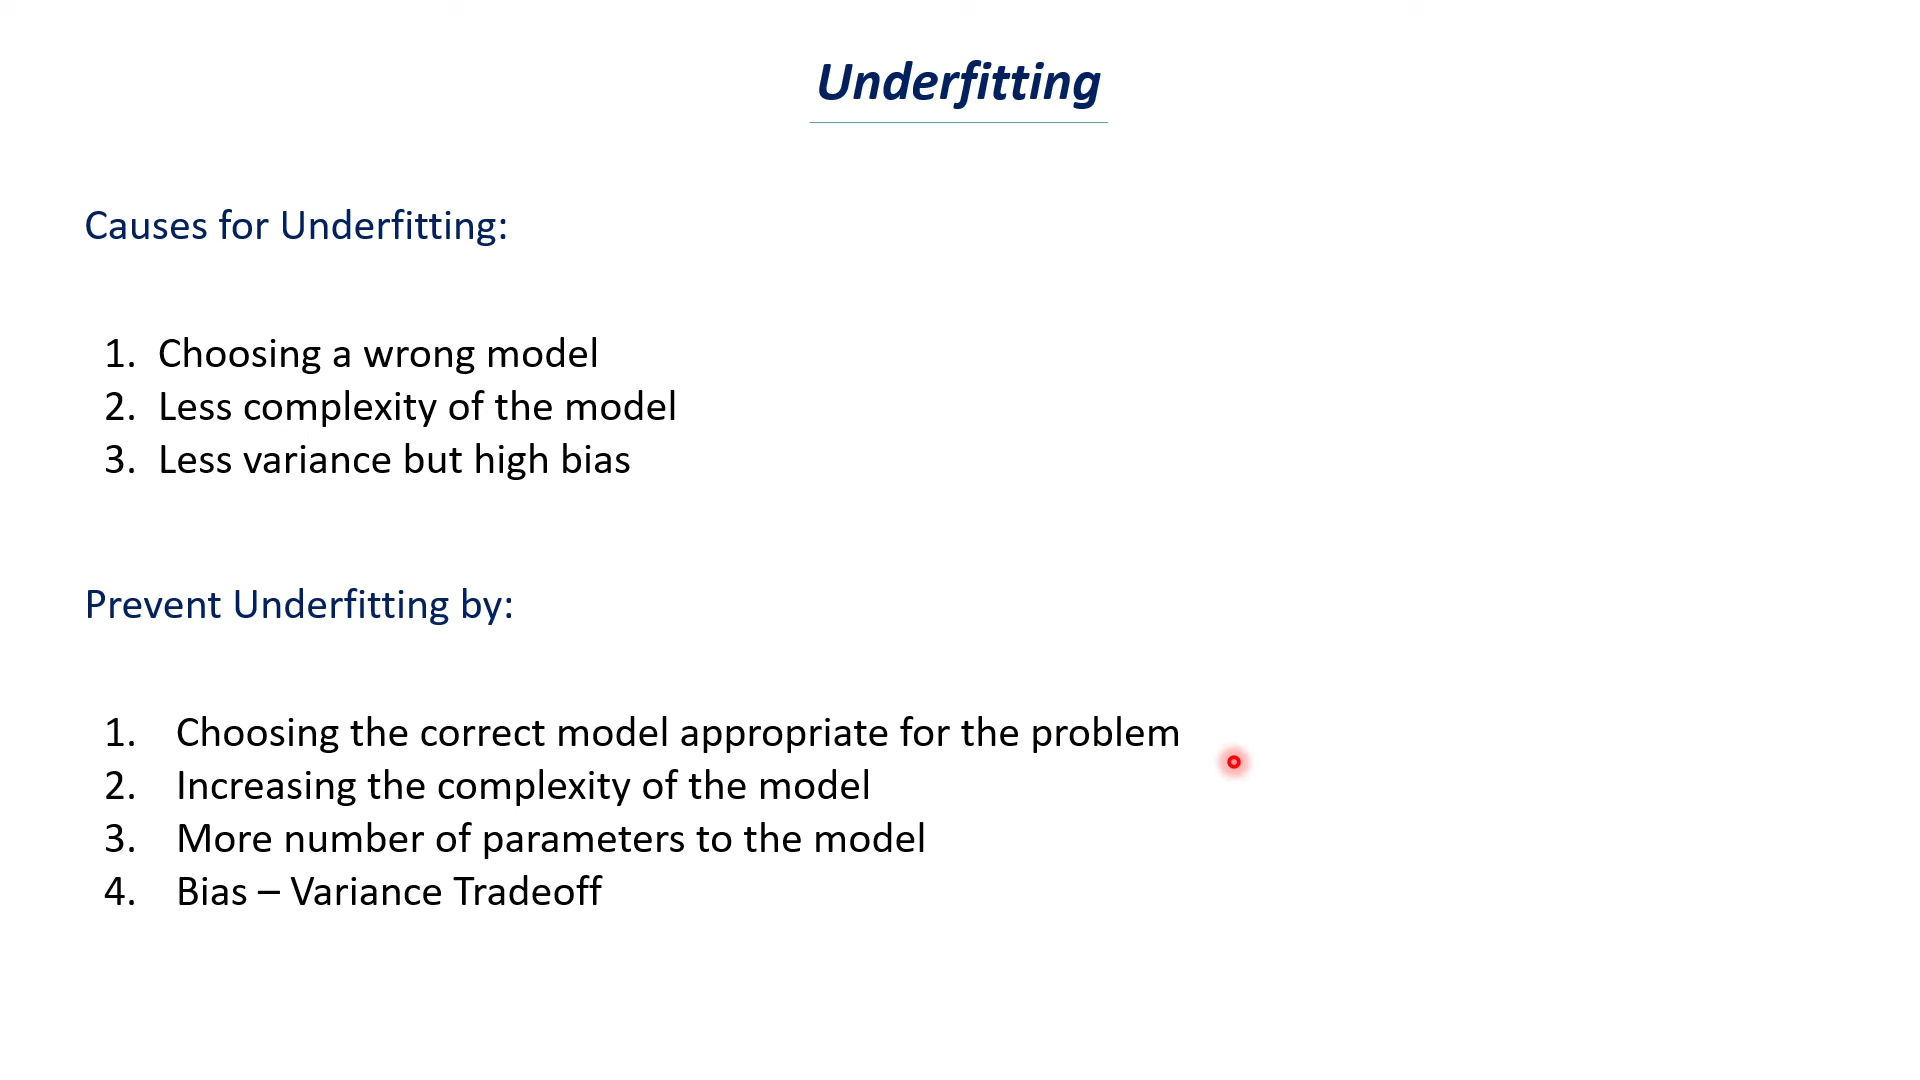 Underfitting
Causes for Underfitting:
1. Choosing a wrong model
2. Less complexity of the model
3. Less variance but high bias
Prevent Underfitting by:
1. Choosing the correct model appropriate for the problem
2. Increasing the complexity of the model
3. More number of parameters to the model
4. Bias – Variance Tradeoff